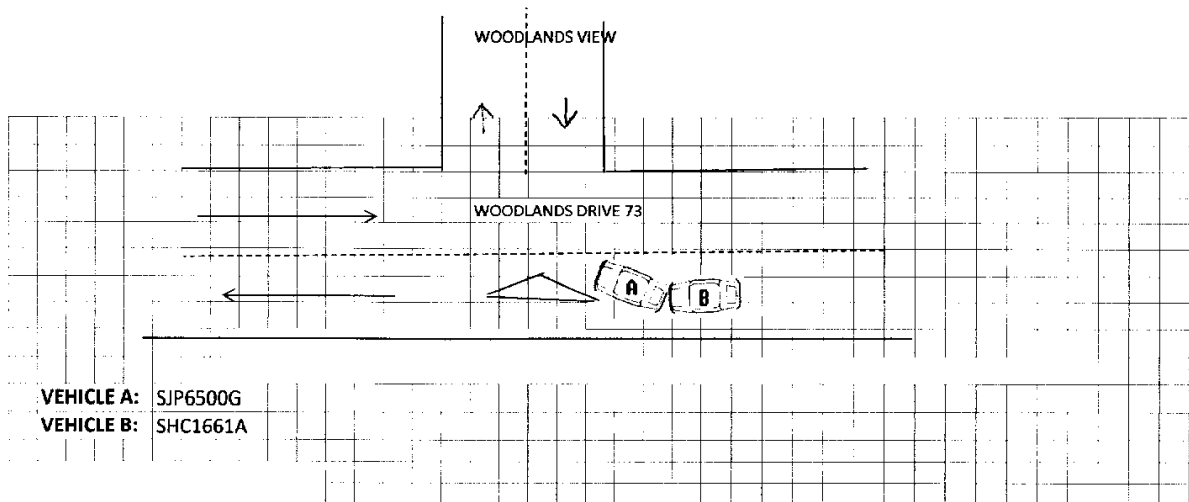 WOODLANDS VIEW
WOODLANDS DRIVE 73
A
B
VEHICLE A: SJP6500G
VEHICLE B: SHC1661A